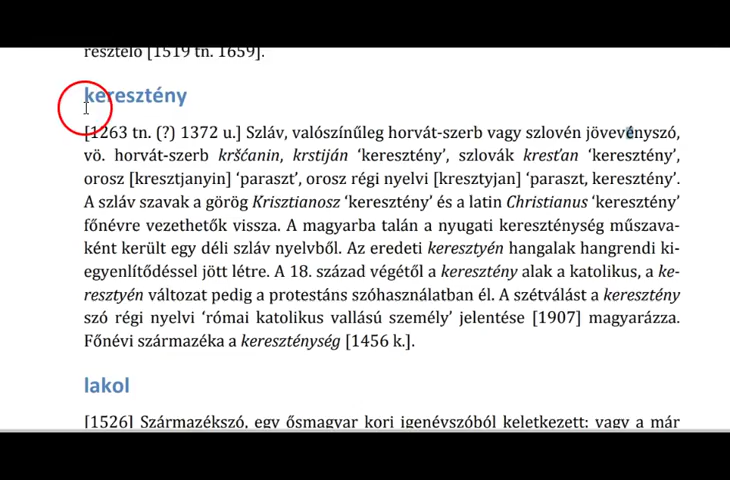 resztelő [1519 tn. 1659].
keresztény
[1263 tn. (?) 1372 u.] Szláv, valószínűleg horvát-szerb vagy szlovén jövevényszó,
vö. horvát-szerb kršćanin, krstiján ‘keresztény’, szlovák kresťan ‘keresztény’,
orosz [kresztjanyin] ‘paraszt’, orosz régi nyelvi [kresztyjan] ‘paraszt, keresztény’.
A szláv szavak a görög Krisztianosz ‘keresztény’ és a latin Christianus ‘keresztény’
főnévre vezethetők vissza. A magyarba talán a nyugati kereszténység műszava-
ként került egy déli szláv nyelvből. Az eredeti keresztyén hangalak hangrendi ki-
egyenlítődéssel jött létre. A 18. század végétől a keresztény alak a katolikus, a ke-
resztyén változat pedig a protestáns szóhasználatban él. A szétválást a keresztény
szó régi nyelvi ‘római katolikus vallású személy’ jelentése [1907] magyarázza.
Főnévi származéka a kereszténység [1456 k.].
lakol
[1526] Származékszó, egy ősmagyar kori igenévszóból keletkezett: vagy a már